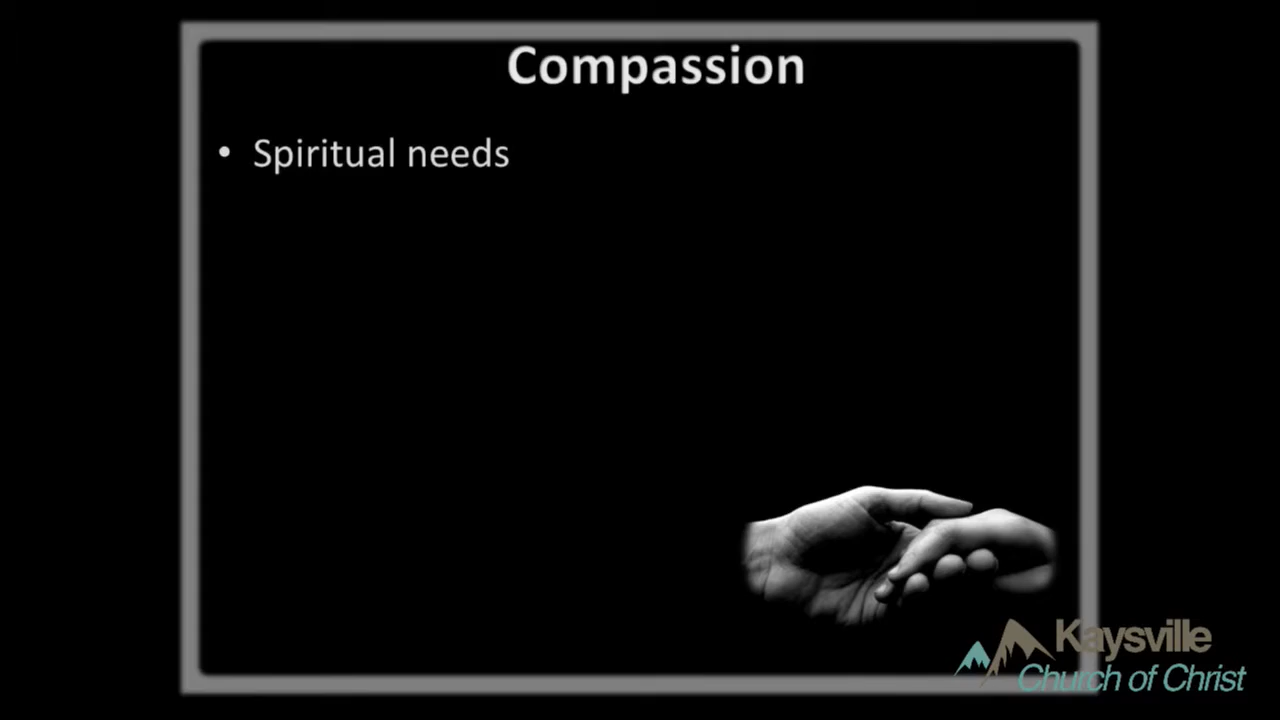 Compassion
• Spiritual needs
Kaysville
Church of Christ